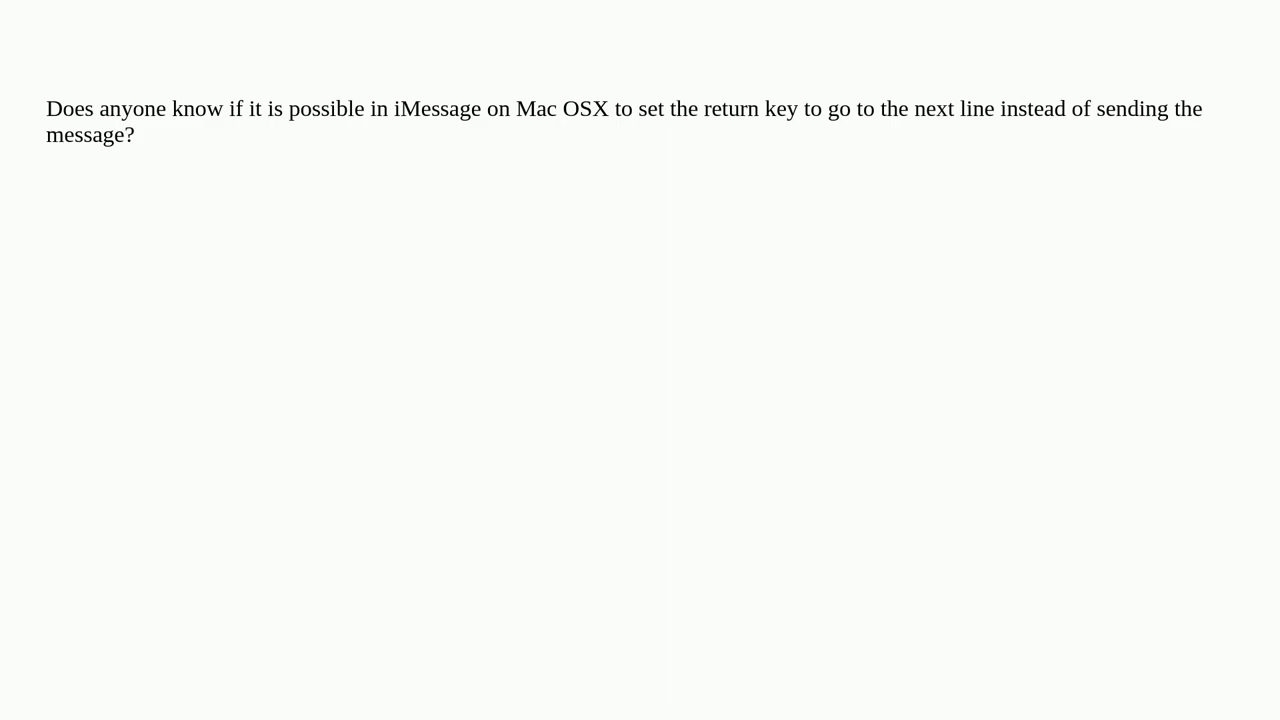 Does anyone know if it is possible in iMessage on Mac OSX to set the return key to go to the next line instead of sending the
message?